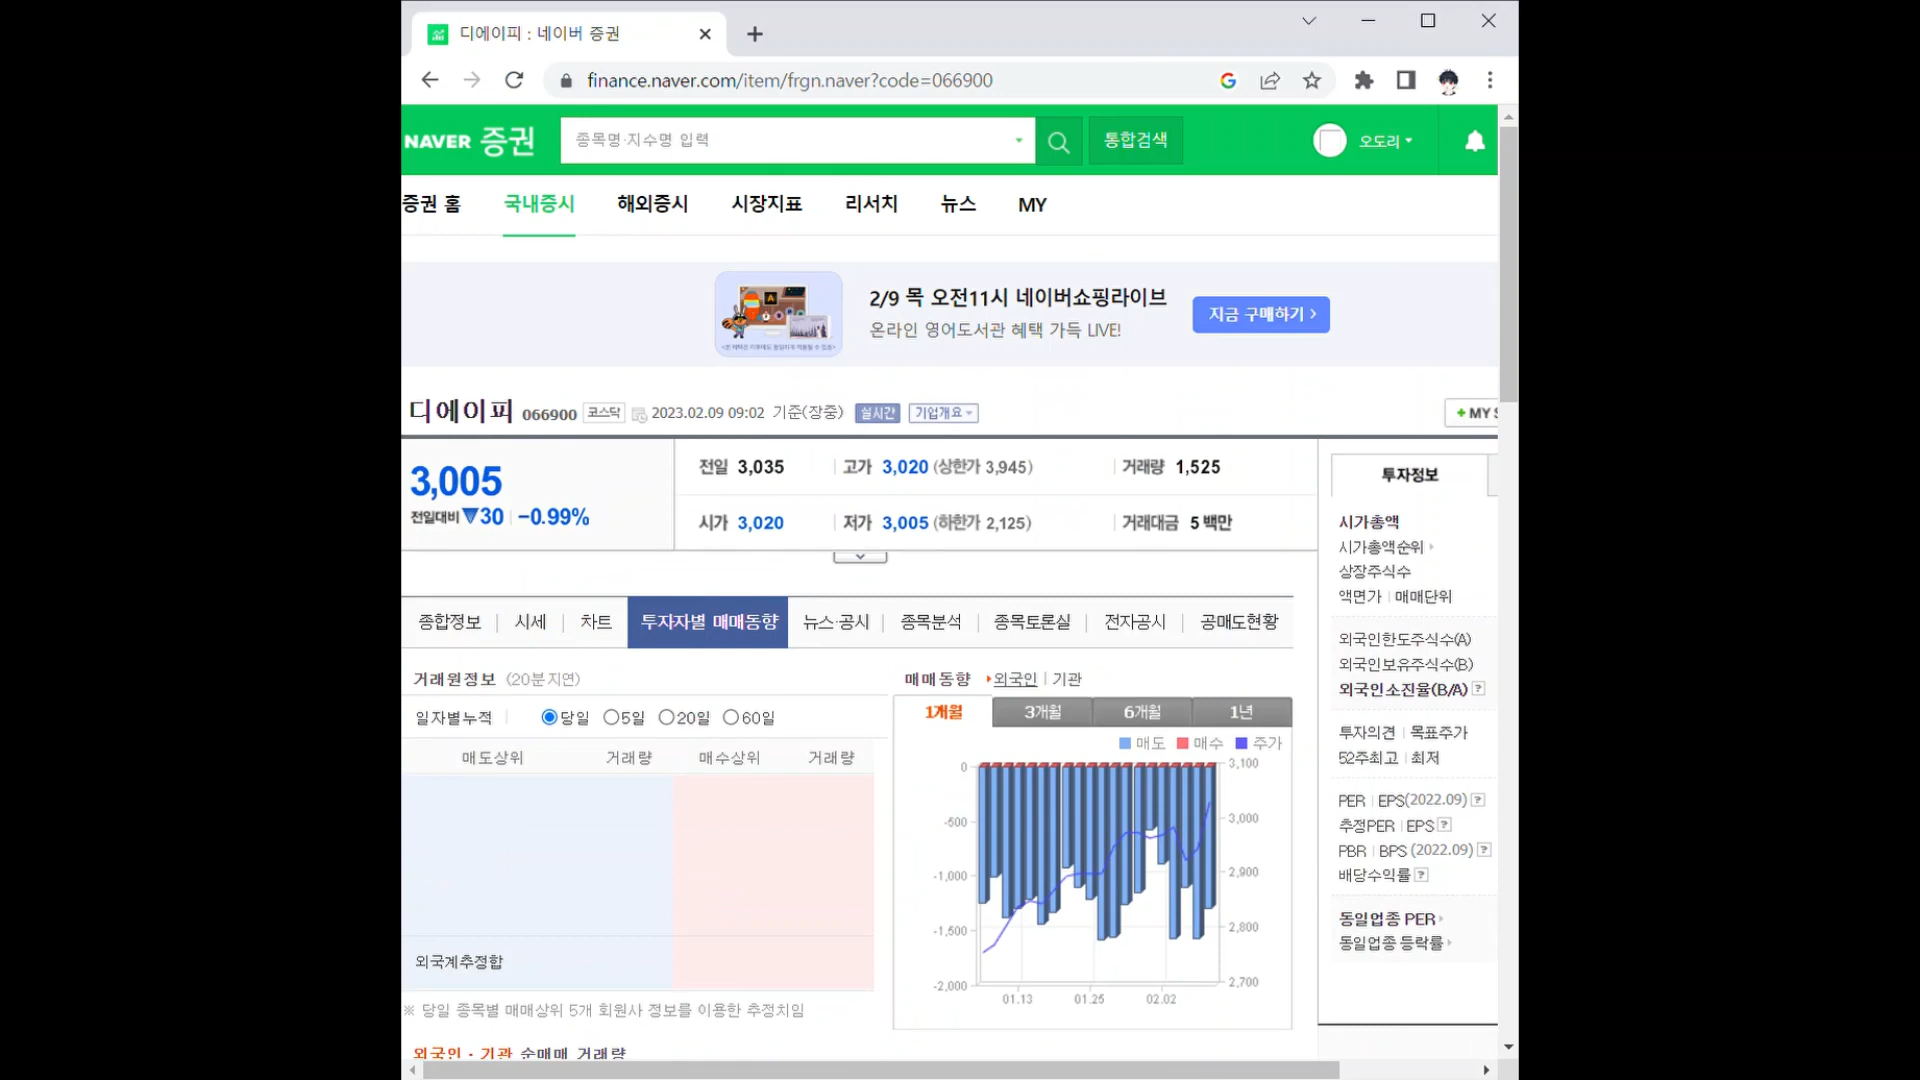 디에이피 : 네이버 증권
finance.naver.com/item/frgn.naver?code=066900
NAVER 증권 종목명·지수명 입력 통합검색 오도리
증권 홈 국내증시 해외증시 시장지표 리서치 뉴스 MY
2/9 목 오전11시 네이버쇼핑라이브
온라인 영어도서관 혜택 가득 LIVE!
지금 구매하기
디에이피 066900 코스닥 2023.02.09 09:02 기준(장중) 실시간 기업개요
+ MY
3,005
전일대비 ▼30 -0.99%
전일 3,035 고가 3,020 (상한가 3,945) 거래량 1,525
시가 3,020 저가 3,005 (하한가 2,125) 거래대금 5 백만
종합정보 시세 차트 투자자별 매매동향 뉴스·공시 종목분석 종목토론실 전자공시 공매도현황
거래원정보 (20분지연)
일자별누적 당일 5일 20일 60일
매도상위 거래량 매수상위 거래량
외국계추정합
※ 당일 종목별 매매상위 5개 회원사 정보를 이용한 추정치임
외국인·기관 순매매 거래량
매매동향 외국인 기관
1개월 3개월 6개월 1년
매도 매수 주가
0 3,100
-500 3,000
-1,000 2,900
-1,500 2,800
-2,000 2,700
01.13 01.25 02.02
투자정보
시가총액
시가총액순위
상장주식수
액면가 매매단위
외국인한도주식수(A)
외국인보유주식수(B)
외국인소진율(B/A) ?
투자의견 목표주가
52주최고 최저
PER EPS(2022.09) ?
추정PER EPS ?
PBR BPS (2022.09) ?
배당수익률 ?
동일업종 PER
동일업종 등락률